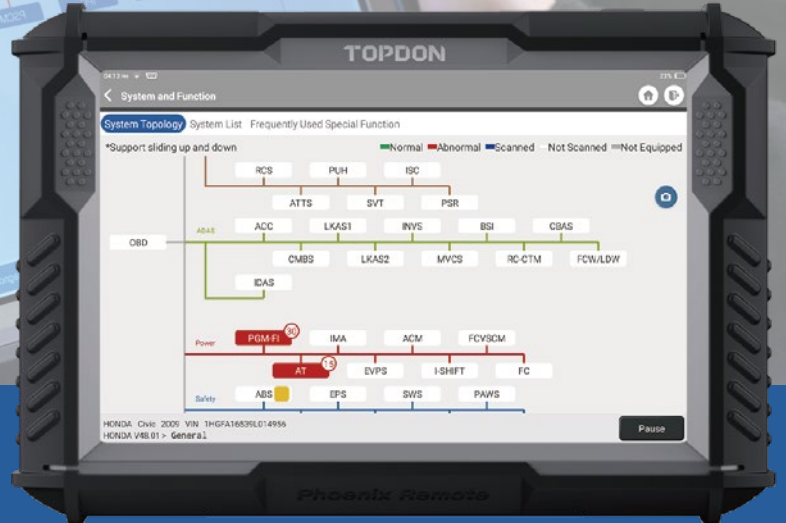 TOPDON
04:13
23%
System and Function
System Topology System List Frequently Used Special Function
*Support sliding up and down
Normal Abnormal Scanned Not Scanned Not Equipped
RCS PUH ISC
ATTS SVT PSR
ADAS ACC LKAS1 INVS BSI CBAS
OBD
CMBS LKAS2 MVCS RC-CTM FCW/LDW
IDAS
Power PGM-FI 30 IMA ACM FCVSCM
AT 15 EVPS I-SHIFT FC
Safety ABS EPS SWS PAWS
HONDA Civic 2009 VIN 1HGFA16839L014956
HONDA V48.01 > General
Pause
Phoenix Remote